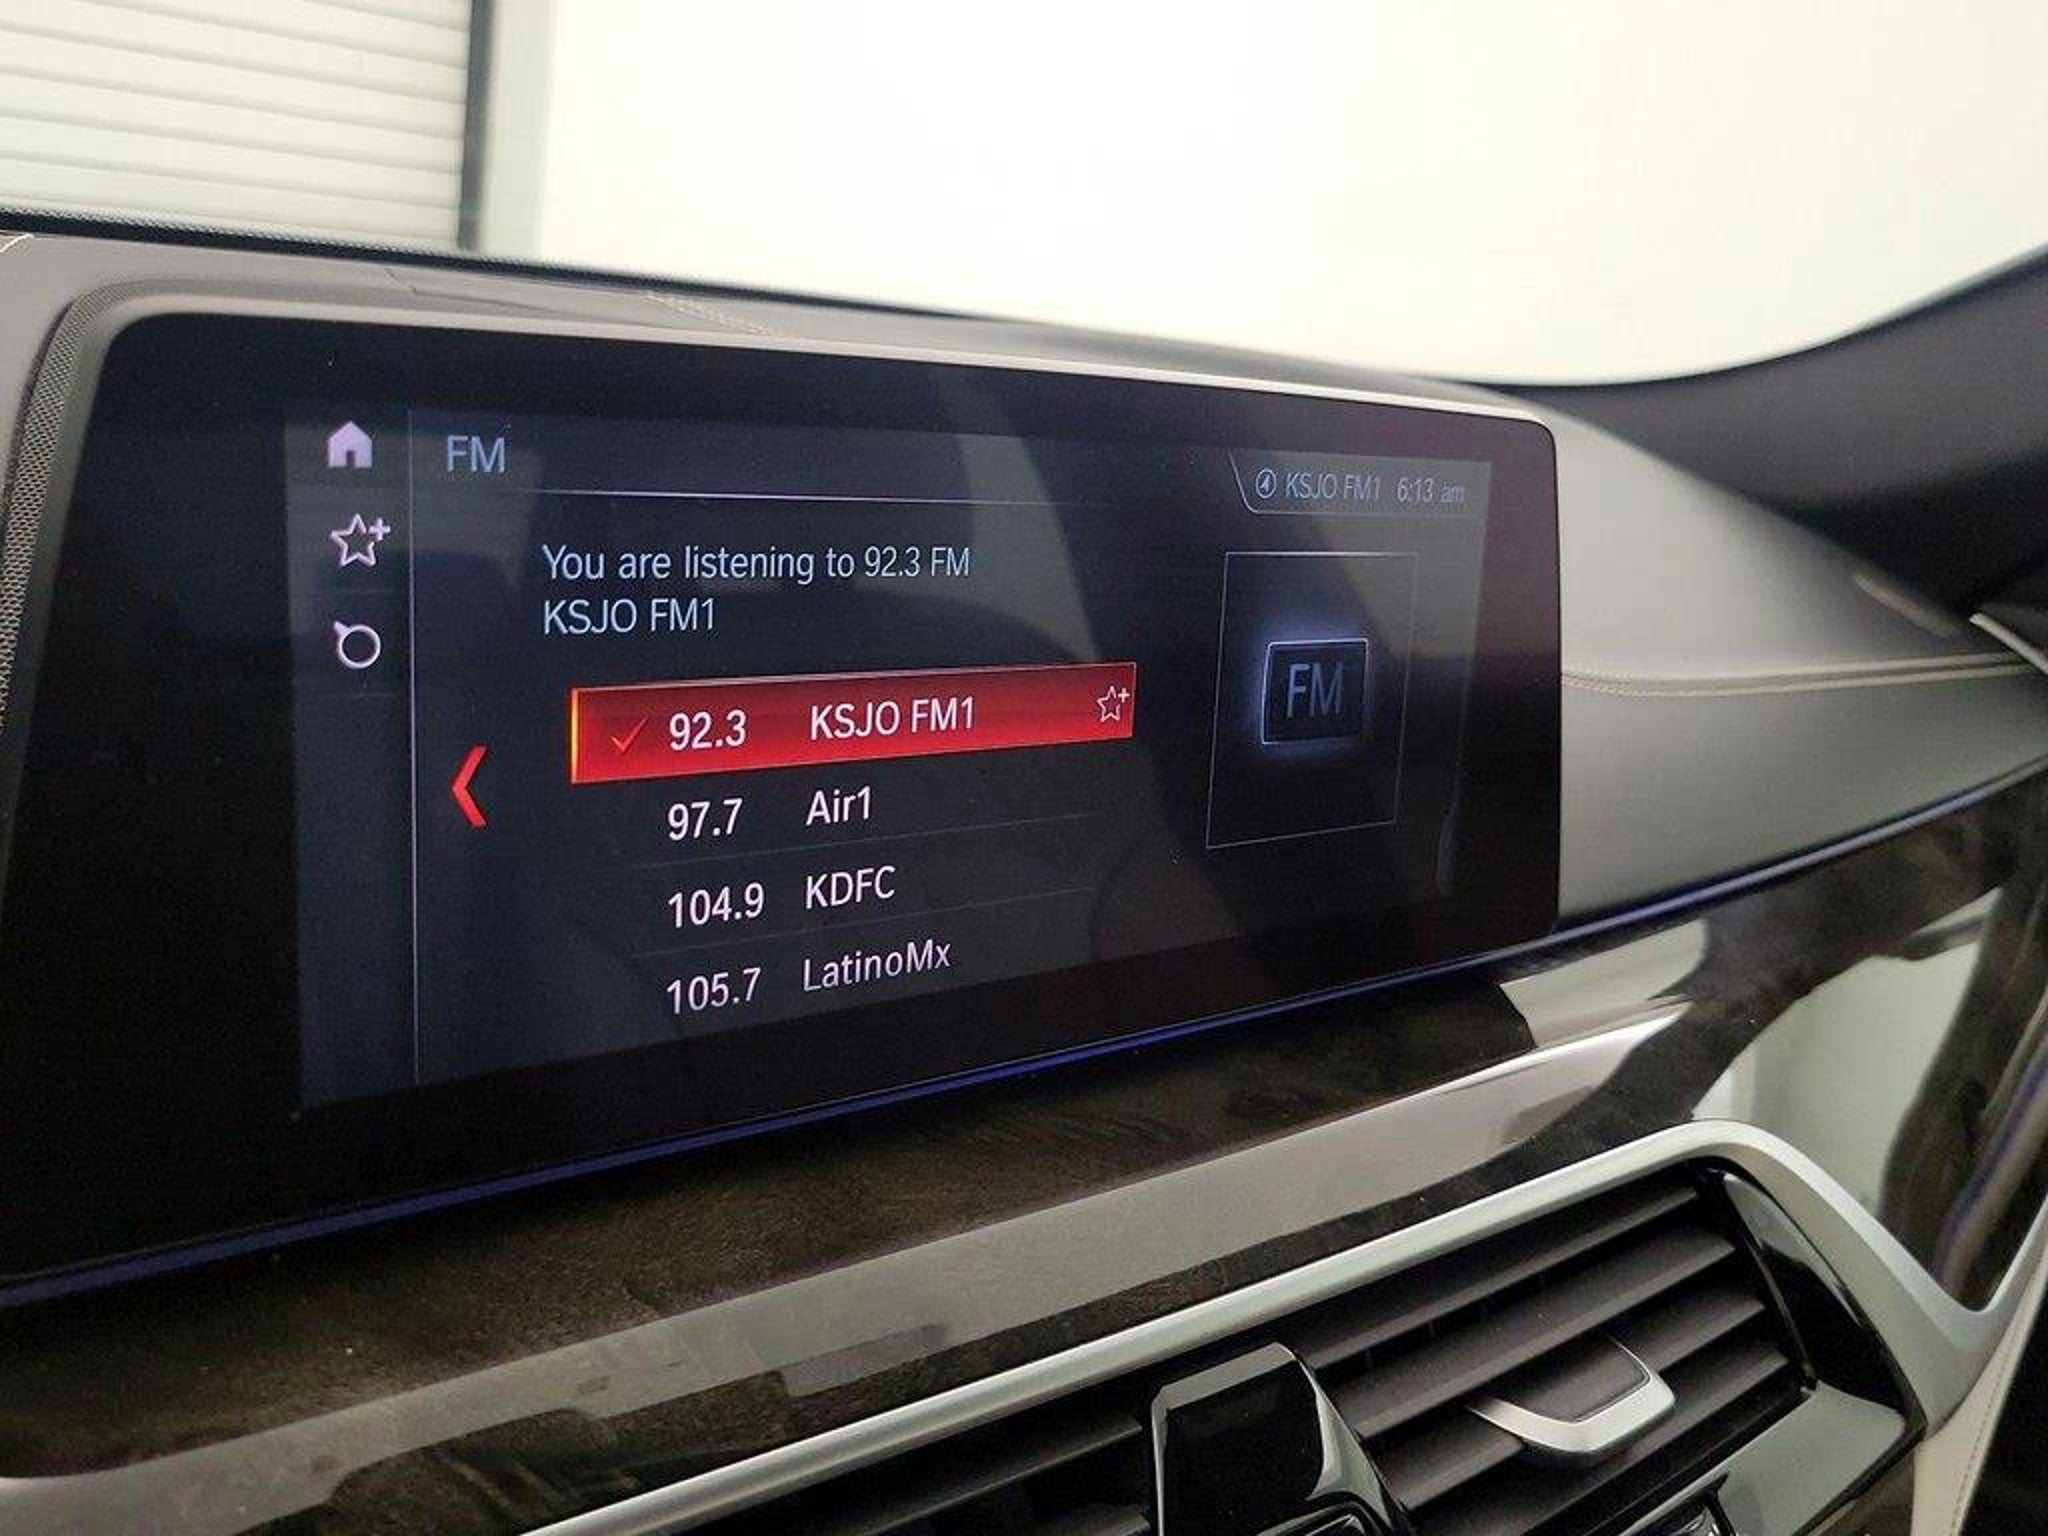 FM
KSJO FM1 6:13 am
You are listening to 92.3 FM
KSJO FM1
92.3 KSJO FM1
97.7 Air1
104.9 KDFC
105.7 LatinoMx
FM